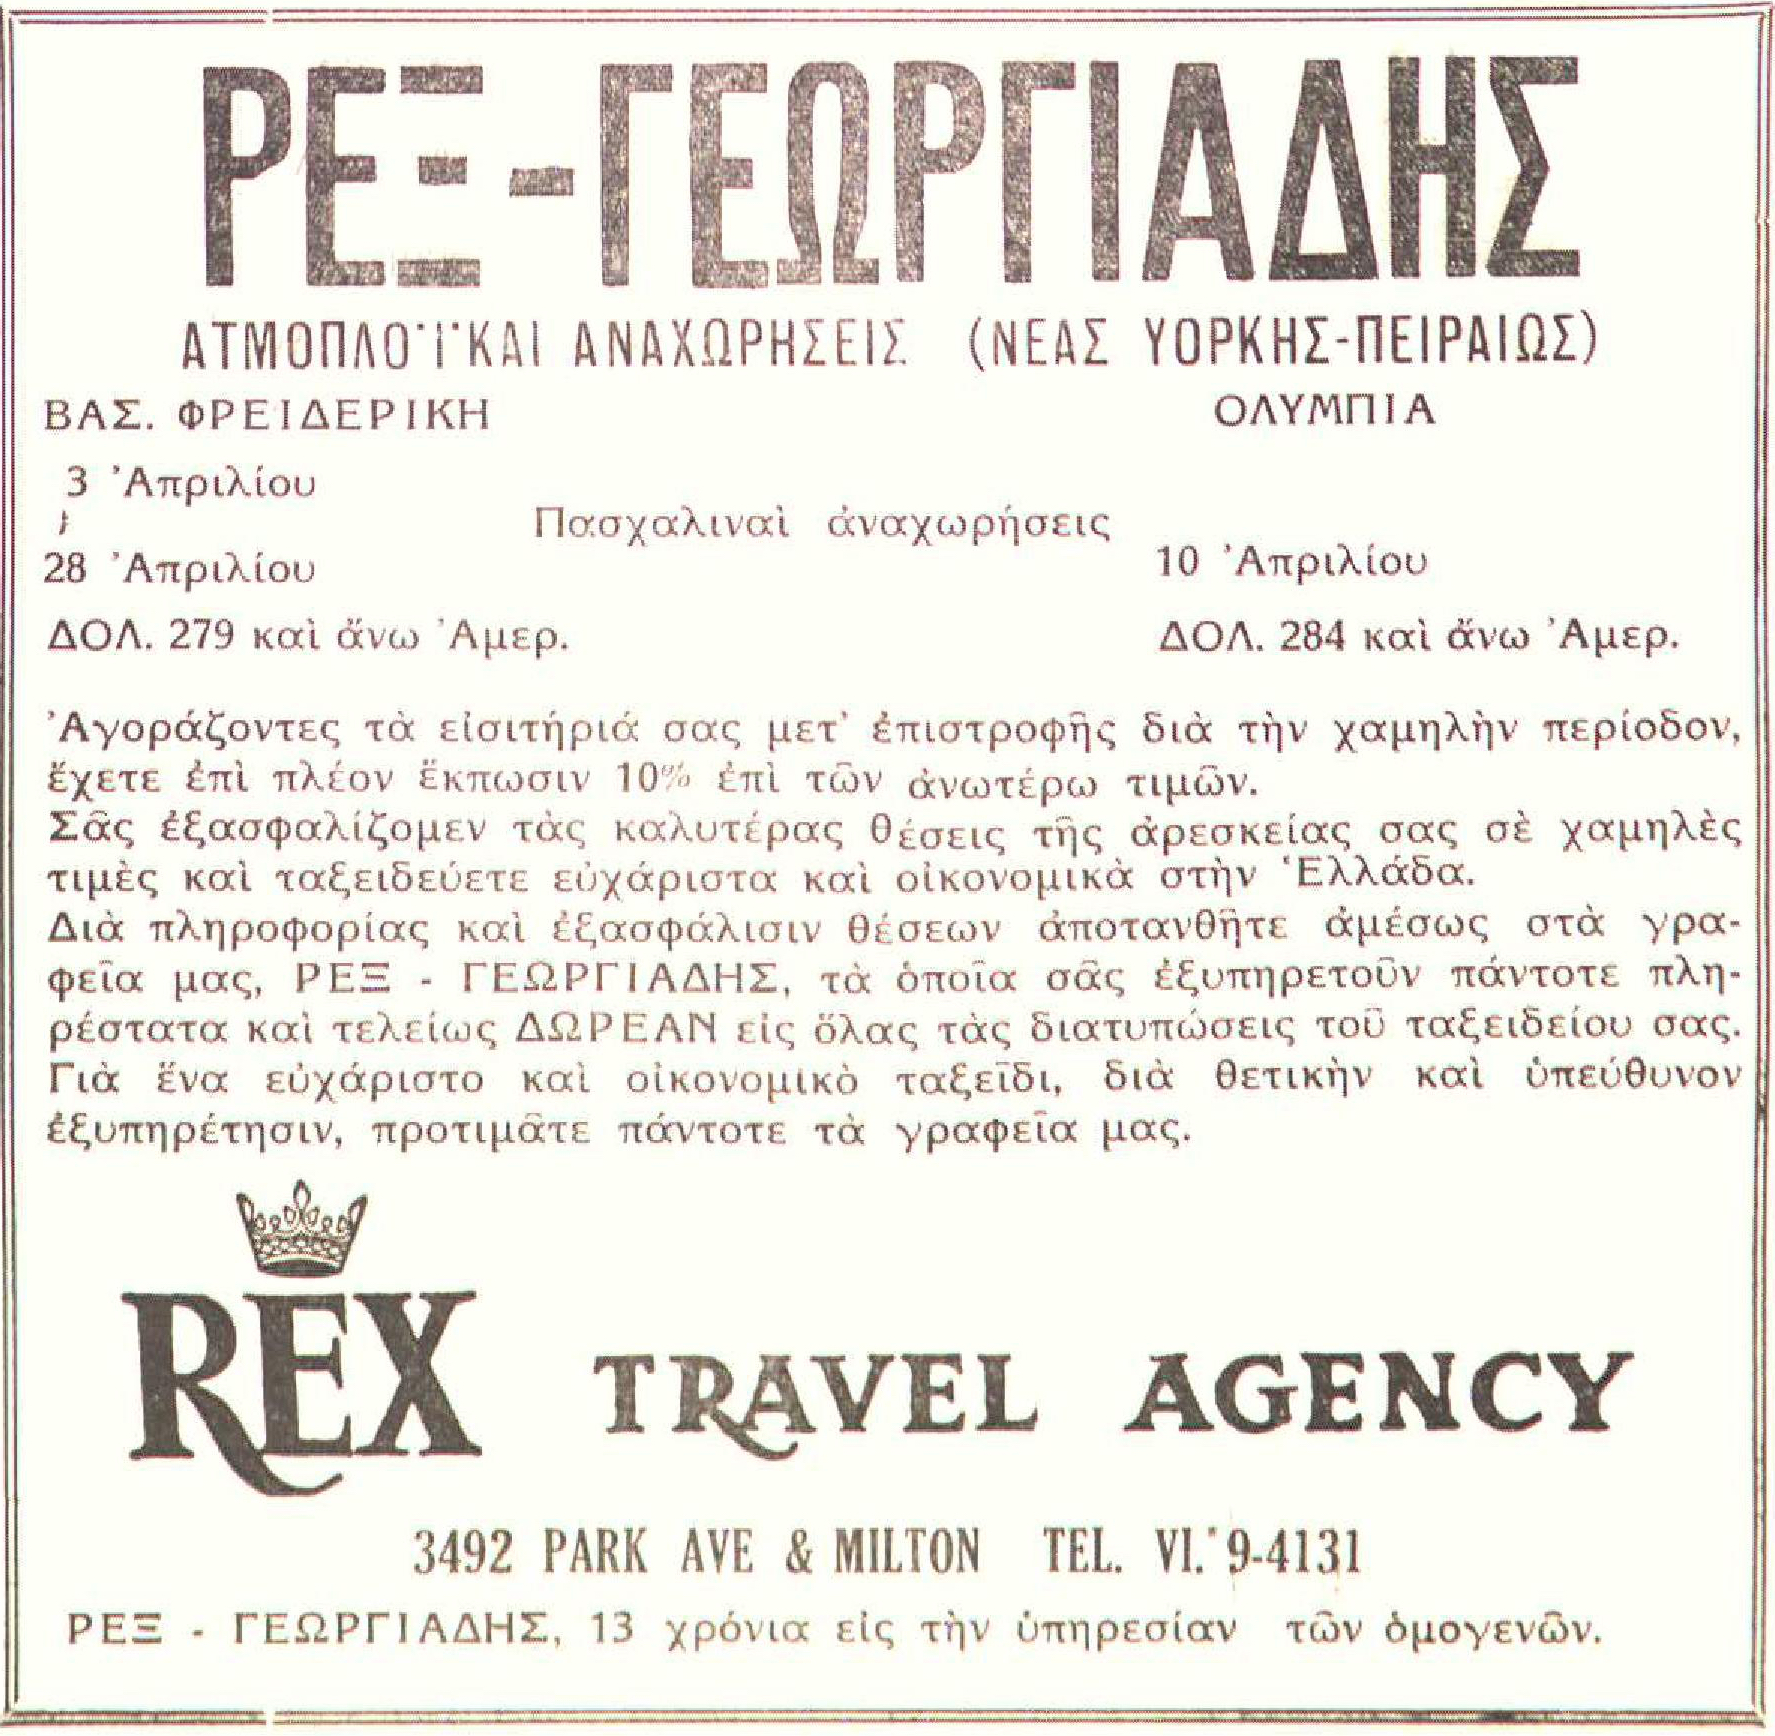 ΡΕΞ-ΓΕΩΡΓΙΑΔΗΣ
ΑΤΜΟΠΛΟ·Ι·ΚΑΙ ΑΝΑΧΩΡΗΣΕΙΣ (ΝΕΑΣ ΥΟΡΚΗΣ-ΠΕΙΡΑΙΩΣ)
ΒΑΣ. ΦΡΕΙΔΕΡΙΚΗ ΟΛΥΜΠΙΑ
3 Ἀπριλίου
Πασχαλιναὶ ἀναχωρήσεις
28 Ἀπριλίου 10 Ἀπριλίου
ΔΟΛ. 279 καὶ ἄνω Ἀμερ. ΔΟΛ. 284 καὶ ἄνω Ἀμερ.
Ἀγοράζοντες τὰ εἰσιτήριά σας μετ' ἐπιστροφῆς διὰ τὴν χαμηλὴν περίοδον,
ἔχετε ἐπὶ πλέον ἔκπωσιν 10% ἐπὶ τῶν ἀνωτέρω τιμῶν.
Σᾶς ἐξασφαλίζομεν τὰς καλυτέρας θέσεις τῆς ἀρεσκείας σας σὲ χαμηλὲς
τιμὲς καὶ ταξειδεύετε εὐχάριστα καὶ οἰκονομικὰ στὴν Ἑλλάδα.
Διὰ πληροφορίας καὶ ἐξασφάλισιν θέσεων ἀποτανθῆτε ἀμέσως στὰ γρα-
φεῖα μας, ΡΕΞ - ΓΕΩΡΓΙΑΔΗΣ, τὰ ὁποῖα σᾶς ἐξυπηρετοῦν πάντοτε πλη-
ρέστατα καὶ τελείως ΔΩΡΕΑΝ εἰς ὅλας τὰς διατυπώσεις τοῦ ταξειδείου σας.
Γιὰ ἕνα εὐχάριστο καὶ οἰκονομικὸ ταξεῖδι, διὰ θετικὴν καὶ ὑπεύθυνον
ἐξυπηρέτησιν, προτιμᾶτε πάντοτε τὰ γραφεῖα μας.
REX TRAVEL AGENCY
3492 PARK AVE & MILTON TEL. VI. 9-4131
ΡΕΞ - ΓΕΩΡΓΙΑΔΗΣ, 13 χρόνια εἰς τὴν ὑπηρεσίαν τῶν ὁμογενῶν.